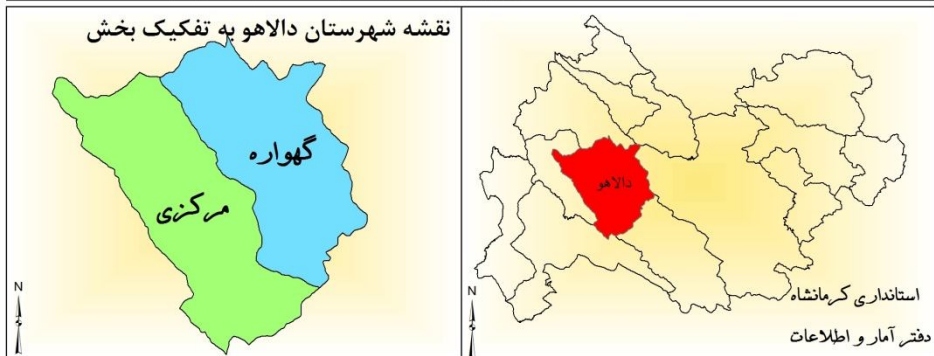 نقشه شهرستان دالاهو به تفکیک بخش
گهواره
مرکزی
N
S
دالاهو
استانداری کرمانشاه
دفتر آمار و اطلاعات
N
S